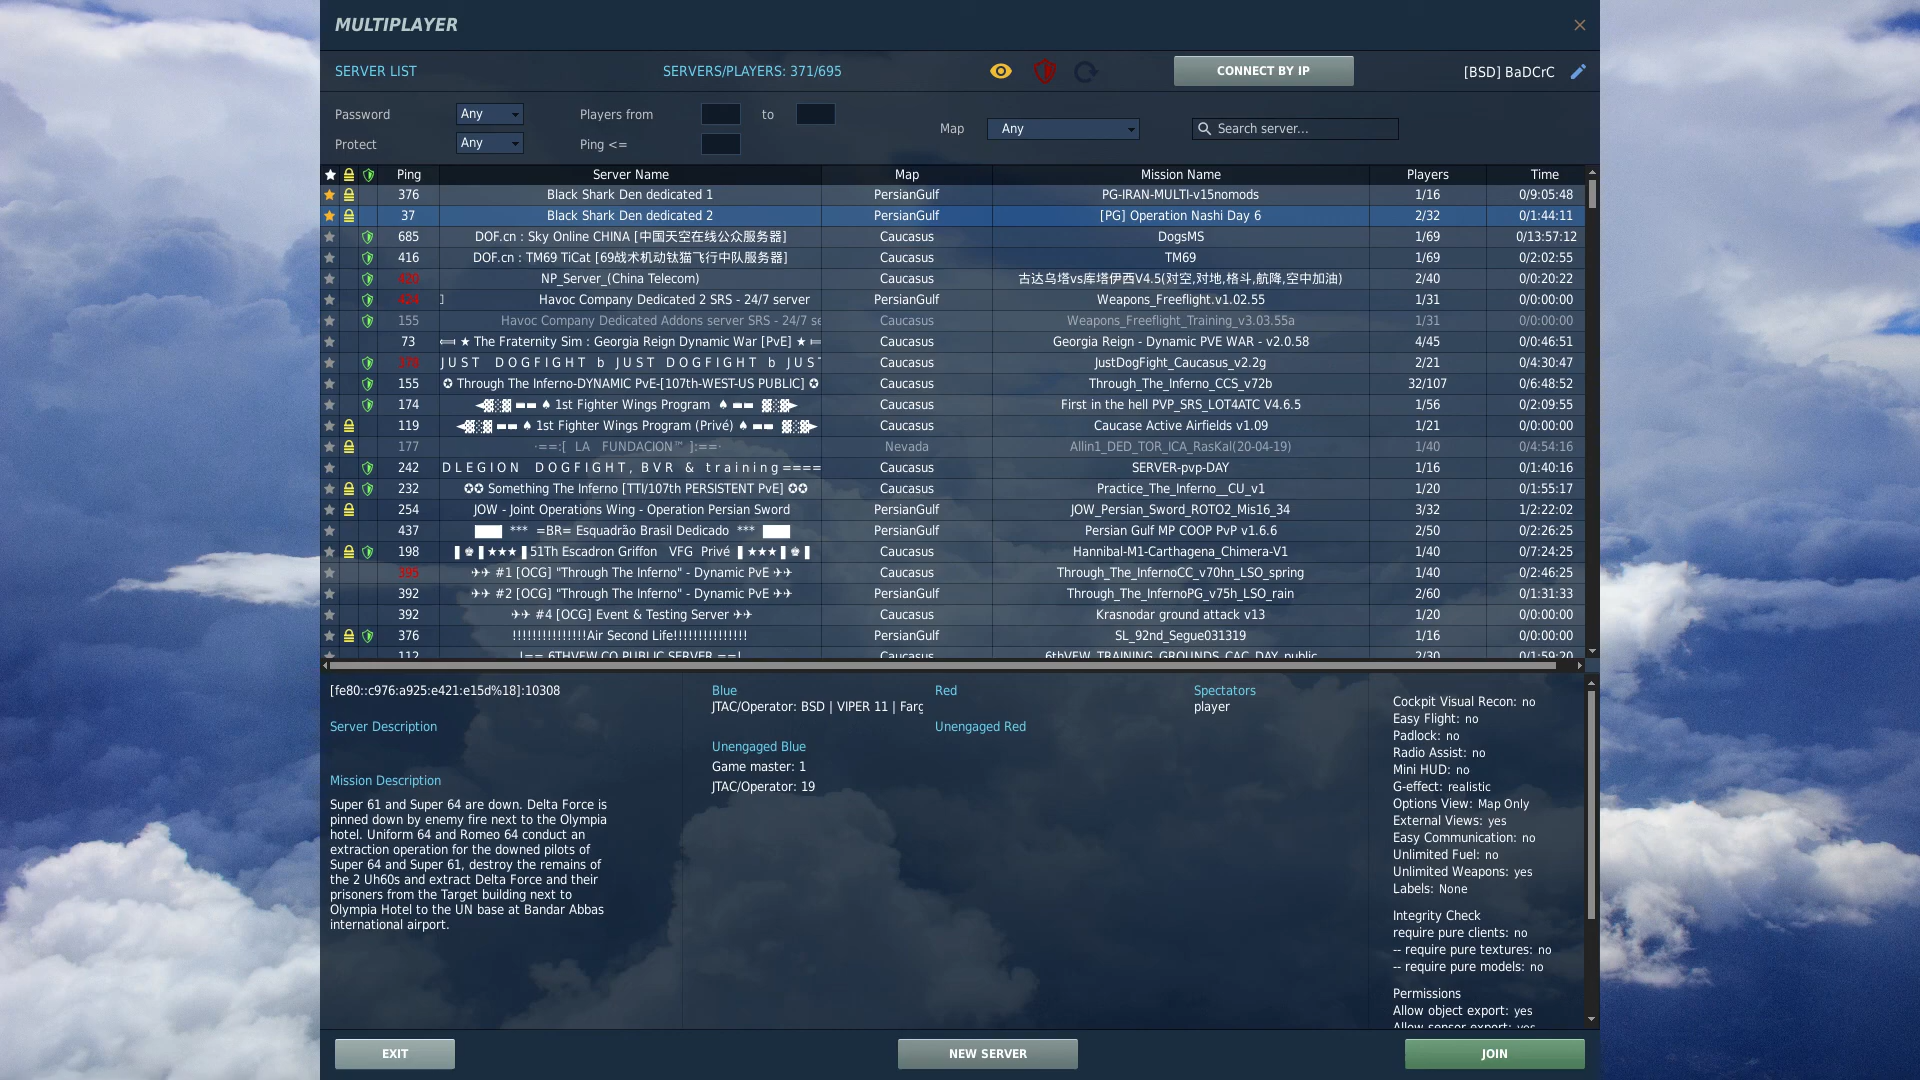 MULTIPLAYER
SERVER LIST SERVERS/PLAYERS: 371/695 CONNECT BY IP [BSD] BaDCrC
Password Any Players from to
Map Any Search server...
Protect Any Ping <=
Ping Server Name Map Mission Name Players Time
376 Black Shark Den dedicated 1 PersianGulf PG-IRAN-MULTI-v15nomods 1/16 0/9:05:48
37 Black Shark Den dedicated 2 PersianGulf [PG] Operation Nashi Day 6 2/32 0/1:44:11
685 DOF.cn : Sky Online CHINA [中国天空在线公众服务器] Caucasus DogsMS 1/69 0/13:57:12
416 DOF.cn : TM69 TiCat [69战术机动钛猫飞行中队服务器] Caucasus TM69 1/69 0/2:02:55
NP_Server_(China Telecom) Caucasus 古达乌塔vs库塔伊西V4.5(对空,对地,格斗,航降,空中加油) 2/40 0/0:20:22
Havoc Company Dedicated 2 SRS - 24/7 server PersianGulf Weapons_Freeflight.v1.02.55 1/31 0/0:00:00
155 Havoc Company Dedicated Addons server SRS - 24/7 se Caucasus Weapons_Freeflight_Training_v3.03.55a 1/31 0/0:00:00
73 ★ The Fraternity Sim : Georgia Reign Dynamic War [PvE] ★ Caucasus Georgia Reign - Dynamic PVE WAR - v2.0.58 4/45 0/0:46:51
JUST DOGFIGHT b JUST DOGFIGHT b JUST Caucasus JustDogFight_Caucasus_v2.2g 2/21 0/4:30:47
155 ✪ Through The Inferno-DYNAMIC PvE-[107th-WEST-US PUBLIC] ✪ Caucasus Through_The_Inferno_CCS_v72b 32/107 0/6:48:52
174 ◄▓░▓ ▬▬ ♠ 1st Fighter Wings Program ♠ ▬▬ ▓░▓► Caucasus First in the hell PVP_SRS_LOT4ATC V4.6.5 1/56 0/2:09:55
119 ◄▓░▓ ▬▬ ♠ 1st Fighter Wings Program (Privé) ♠ ▬▬ ▓░▓► Caucasus Caucase Active Airfields v1.09 1/21 0/0:00:00
177 ·==:[ LA FUNDACION™ ]:==· Nevada Allin1_DED_TOR_ICA_RasKal(20-04-19) 1/40 0/4:54:16
242 D LEGION DOGFIGHT, BVR & training==== Caucasus SERVER-pvp-DAY 1/16 0/1:40:16
232 ✪✪ Something The Inferno [TTI/107th PERSISTENT PvE] ✪✪ Caucasus Practice_The_Inferno__CU_v1 1/20 0/1:55:17
254 JOW - Joint Operations Wing - Operation Persian Sword PersianGulf JOW_Persian_Sword_ROTO2_Mis16_34 3/32 1/2:22:02
437 ███ *** =BR= Esquadrão Brasil Dedicado *** ███ PersianGulf Persian Gulf MP COOP PvP v1.6.6 2/50 0/2:26:25
198 ▌♚▐ ★★★▐ 51Th Escadron Griffon VFG Privé ▌★★★▌♚▐ Caucasus Hannibal-M1-Carthagena_Chimera-V1 1/40 0/7:24:25
✈✈ #1 [OCG] "Through The Inferno" - Dynamic PvE ✈✈ Caucasus Through_The_InfernoCC_v70hn_LSO_spring 1/40 0/2:46:25
392 ✈✈ #2 [OCG] "Through The Inferno" - Dynamic PvE ✈✈ PersianGulf Through_The_InfernoPG_v75h_LSO_rain 2/60 0/1:31:33
392 ✈✈ #4 [OCG] Event & Testing Server ✈✈ Caucasus Krasnodar ground attack v13 1/20 0/0:00:00
376 !!!!!!!!!!!!!!!Air Second Life!!!!!!!!!!!!!!! PersianGulf SL_92nd_Segue031319 1/16 0/0:00:00
112 !== 6THVFW CO PUBLIC SERVER ==! Caucasus 6thVFW_TRAINING_GROUNDS_CAC_DAY_public 2/30 0/1:59:20
[fe80::c976:a925:e421:e15d%18]:10308
Server Description
Mission Description
Super 61 and Super 64 are down. Delta Force is
pinned down by enemy fire next to the Olympia
hotel. Uniform 64 and Romeo 64 conduct an
extraction operation for the downed pilots of
Super 64 and Super 61, destroy the remains of
the 2 Uh60s and extract Delta Force and their
prisoners from the Target building next to
Olympia Hotel to the UN base at Bandar Abbas
international airport.
Blue
JTAC/Operator: BSD | VIPER 11 | Farg
Unengaged Blue
Game master: 1
JTAC/Operator: 19
Red
Unengaged Red
Spectators
player
Cockpit Visual Recon: no
Easy Flight: no
Padlock: no
Radio Assist: no
Mini HUD: no
G-effect: realistic
Options View: Map Only
External Views: yes
Easy Communication: no
Unlimited Fuel: no
Unlimited Weapons: yes
Labels: None
Integrity Check
require pure clients: no
-- require pure textures: no
-- require pure models: no
Permissions
Allow object export: yes
Allow sensor export: yes
EXIT NEW SERVER JOIN